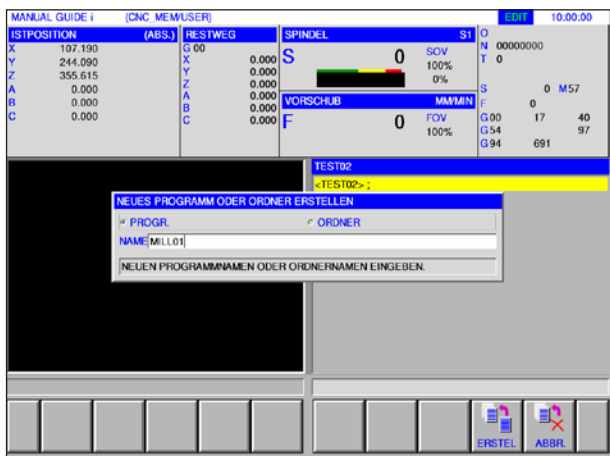 MANUAL GUIDE i (CNC_MEM/USER) EDIT 10:00:00
ISTPOSITION (ABS.)
X 107.190
Y 244.090
Z 355.615
A 0.000
B 0.000
C 0.000
RESTWEG
G 00
X 0.000
Y 0.000
Z 0.000
A 0.000
B 0.000
C 0.000
SPINDEL S1
S 0 SOV
100%
0%
VORSCHUB MM/MIN
F 0 FOV
100%
O
N 00000000
T 0
S 0 M57
F 0
G00 17 40
G54 97
G94 691
TEST02
<TEST02> ;
NEUES PROGRAMM ODER ORDNER ERSTELLEN
PROGR. ORDNER
NAME MILL01
NEUEN PROGRAMMNAMEN ODER ORDNERNAMEN EINGEBEN.
ERSTEL ABBR.